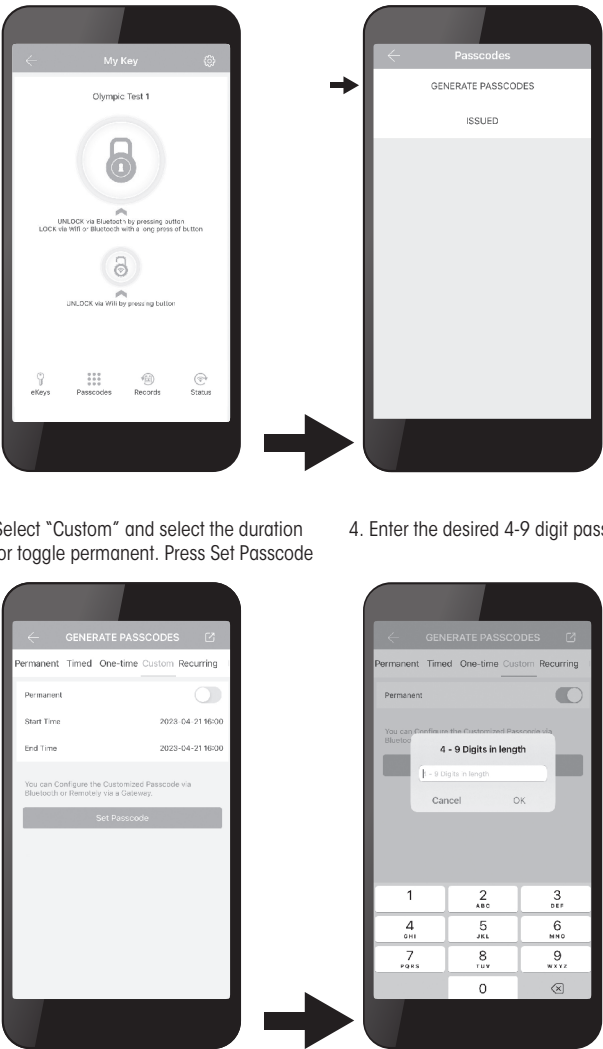 My Key
Olympic Test 1
UNLOCK via Bluetooth by pressing button
LOCK via Wifi or Bluetooth with a long press of button
UNLOCK via Wifi by pressing button
eKeys Passcodes Records Status
Passcodes
GENERATE PASSCODES
ISSUED
Select “Custom” and select the duration
or toggle permanent. Press Set Passcode
4. Enter the desired 4-9 digit pass
GENERATE PASSCODES
Permanent Timed One-time Custom Recurring
Permanent
Start Time 2023-04-21 16:00
End Time 2023-04-21 16:00
You can Configure the Customized Passcode via
Bluetooth or Remotely via a Gateway.
Set Passcode
GENERATE PASSCODES
Permanent Timed One-time Custom Recurring
Permanent
You can Configure the Customized Passcode via
Bluetoo
4 - 9 Digits in length
4 - 9 Digits in length
Cancel OK
1 2 3
ABC DEF
4 5 6
GHI JKL MNO
7 8 9
PQRS TUV WXYZ
0